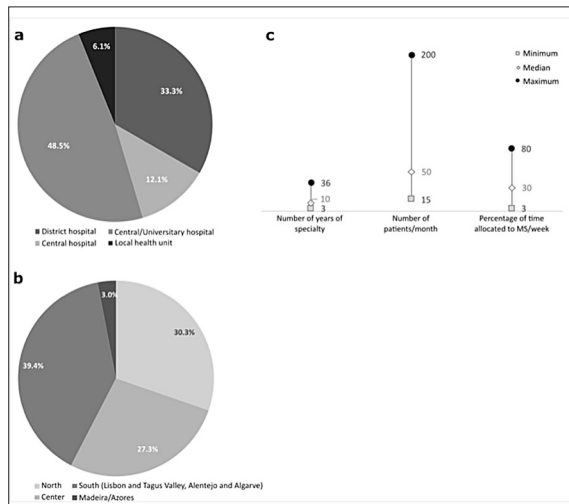 a
6.1%
33.3%
48.5%
12.1%
District hospital
Central/Universitary hospital
Central hospital
Local health unit
b
3.0%
30.3%
39.4%
27.3%
North
South (Lisbon and Tagus Valley, Alentejo and Algarve)
Center
Madeira/Azores
c
Minimum
Median
Maximum
200
80
50
36
30
10
15
3
3
Number of years of
specialty
Number of
patients/month
Percentage of time
allocated to MS/week